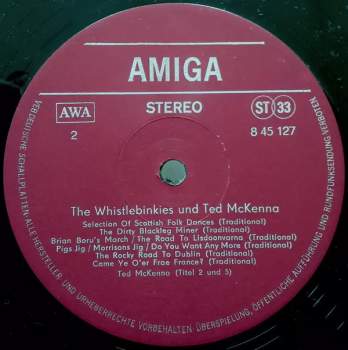 AMIGA
AWA
STEREO
ST 33
2
8 45 127
The Whistlebinkies und Ted McKenna
Selection Of Scottish Folk Dances (Traditional)
The Dirty Blackleg Miner (Traditional)
Brian Boru's March / The Road To Lisdoonvarna (Traditional)
Pigs Jig / Morrisons Jig / Do You Want Any More (Traditional)
The Rocky Road To Dublin (Traditional)
Came Ye O'er Frae France? (Traditional)
Ted McKenna (Titel 2 und 5)
VEB DEUTSCHE SCHALLPLATTEN · ALLE HERSTELLER- UND URHEBERRECHTE VORBEHALTEN · ÜBERSPIELUNG, ÖFFENTLICHE AUFFÜHRUNG UND RUNDFUNKSENDUNG VERBOTEN